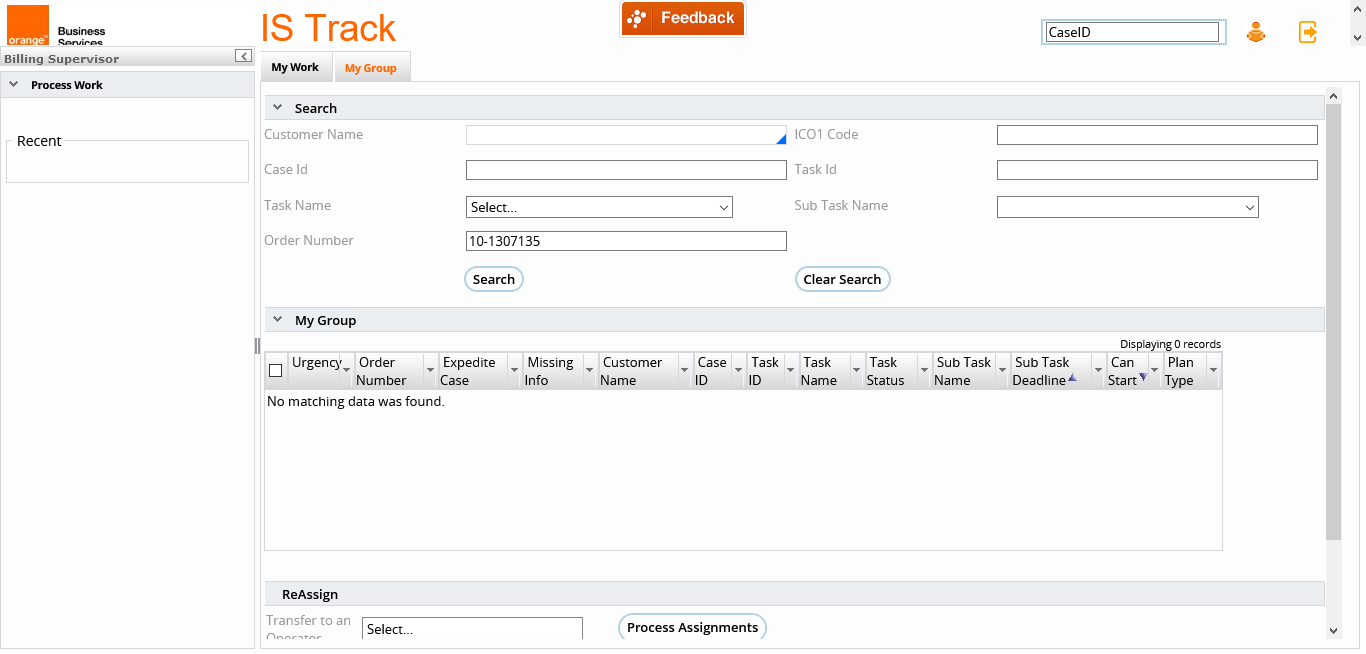 orange™
Business
Services
IS Track
Feedback
CaseID
Billing Supervisor
My Work
My Group
Process Work
Recent
Search
Customer Name
ICO1 Code
Case Id
Task Id
Task Name
Select...
Sub Task Name
Order Number
10-1307135
Search
Clear Search
My Group
Displaying 0 records
Urgency
Order
Number
Expedite
Case
Missing
Info
Customer
Name
Case
ID
Task
ID
Task
Name
Task
Status
Sub Task
Name
Sub Task
Deadline
Can
Start
Plan
Type
No matching data was found.
ReAssign
Transfer to an
Operator
Select...
Process Assignments